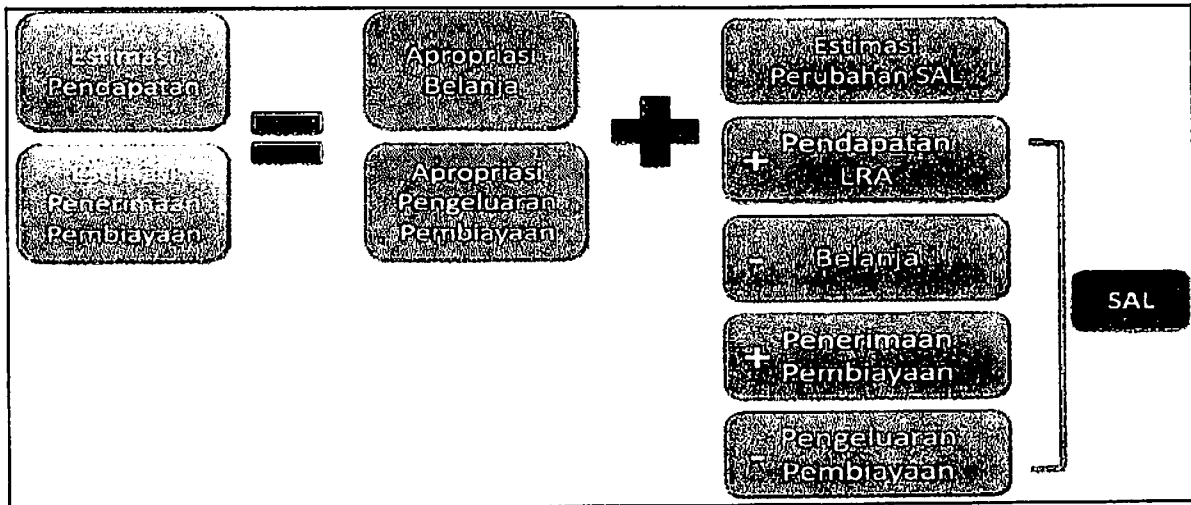 Estimasi
Pendapatan
Estimasi
Penerimaan
Pembiayaan
=
Apropriasi
Belanja
Apropriasi
Pengeluaran
Pembiayaan
+
Estimasi
Perubahan SAL
+ Pendapatan
LRA
- Belanja
+ Penerimaan
Pembiayaan
- Pengeluaran
Pembiayaan
SAL